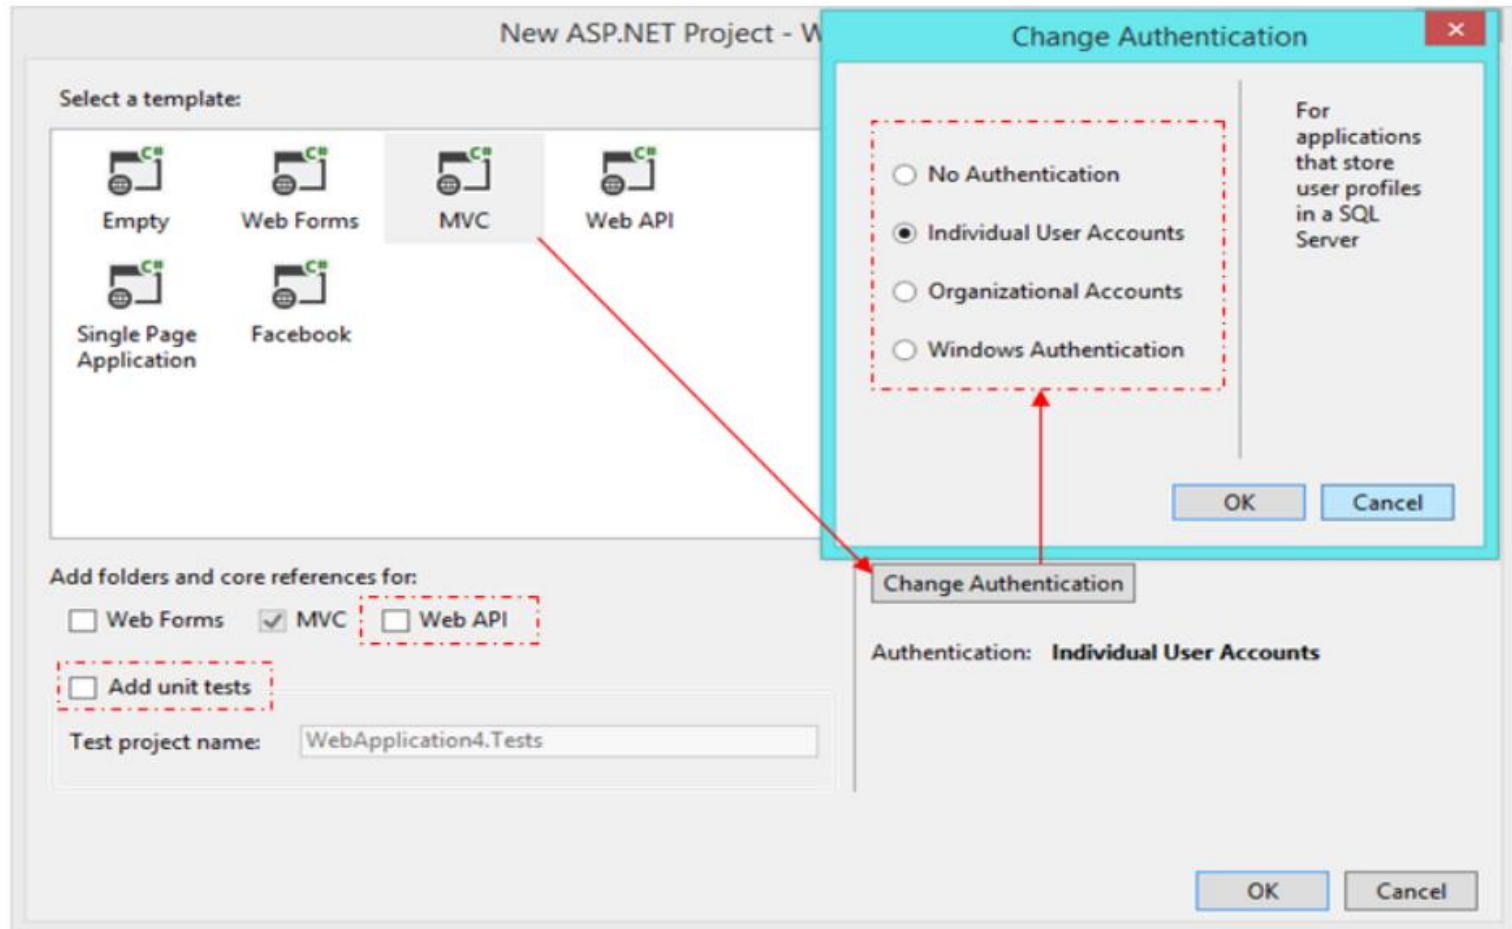 New ASP.NET Project - W
Select a template:
C#
C#
C#
C#
Empty
Web Forms
MVC
Web API
C#
C#
Single Page
Application
Facebook
Add folders and core references for:
Web Forms
MVC
Web API
Add unit tests
Test project name:
WebApplication4.Tests
Change Authentication
No Authentication
Individual User Accounts
Organizational Accounts
Windows Authentication
For
applications
that store
user profiles
in a SQL
Server
OK
Cancel
Change Authentication
Authentication: Individual User Accounts
OK
Cancel